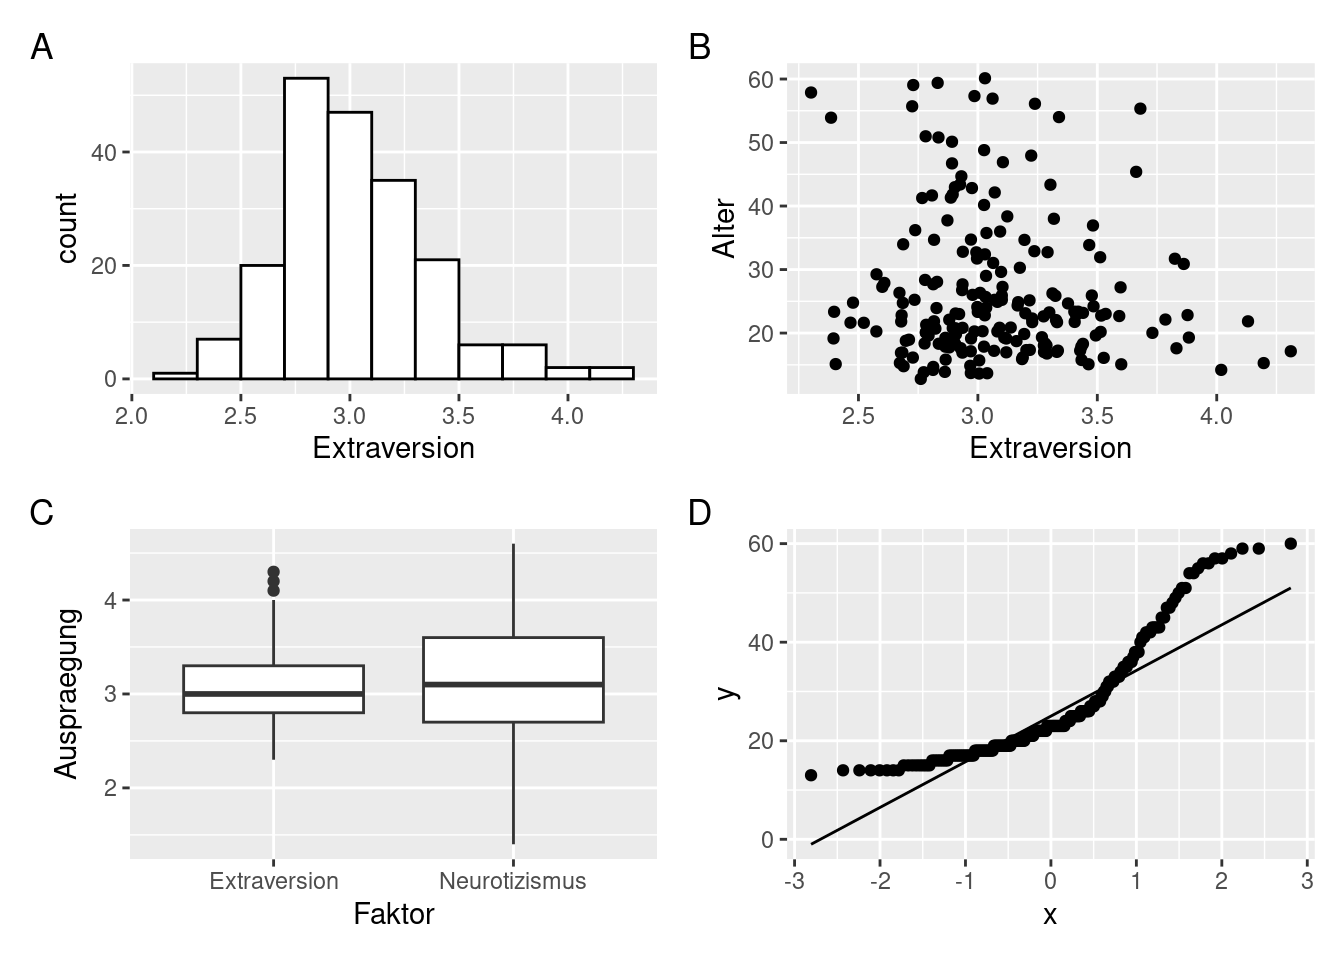 A
count
40
20
0
2.0 2.5 3.0 3.5 4.0
Extraversion
B
Alter
60
50
40
30
20
2.5 3.0 3.5 4.0
Extraversion
C
Auspraegung
4
3
2
Extraversion Neurotizismus
Faktor
D
y
60
40
20
0
-3 -2 -1 0 1 2 3
x